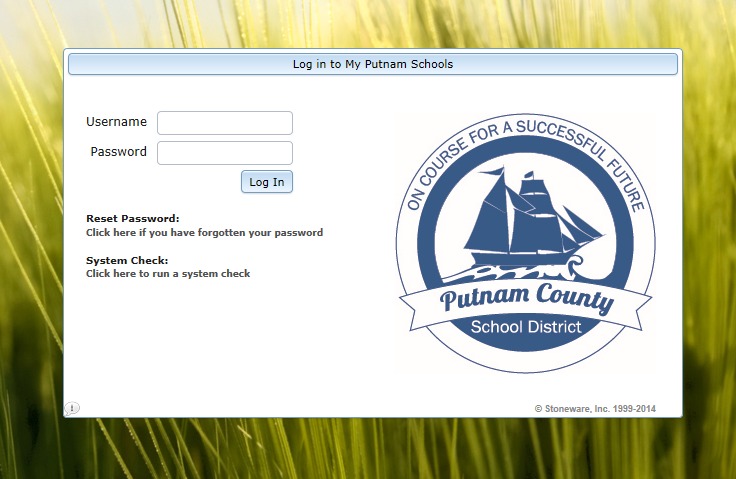 Log in to My Putnam Schools
Username
Password
Log In
Reset Password:
Click here if you have forgotten your password
System Check:
Click here to run a system check
ON COURSE FOR A SUCCESSFUL FUTURE
Putnam County
School District
!
© Stoneware, Inc. 1999-2014